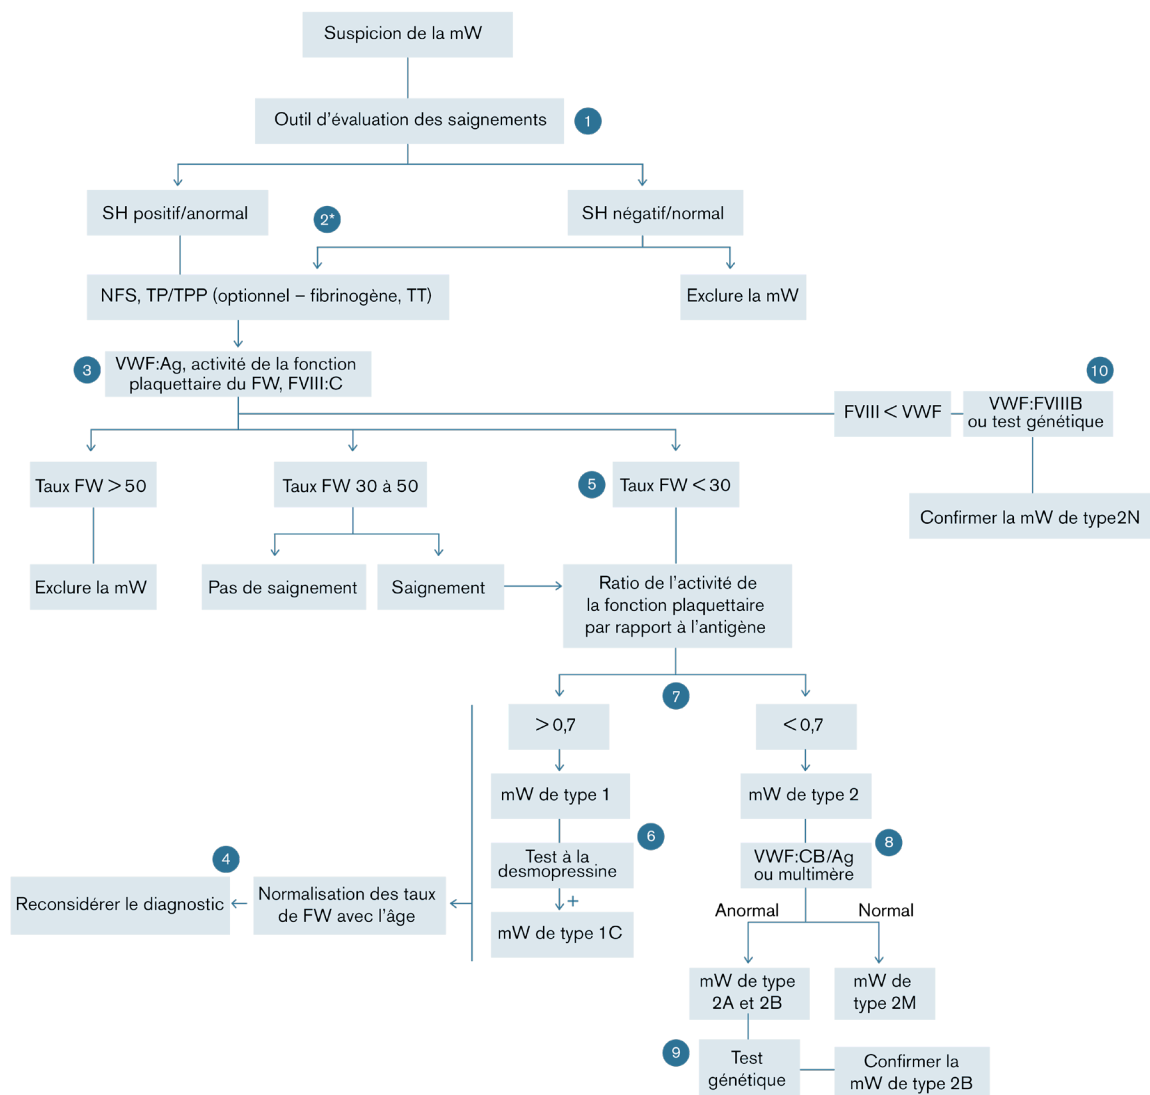 Suspicion de la mW
Outil d'évaluation des saignements
1
SH positif/anormal
2*
SH négatif/normal
NFS, TP/TPP (optionnel – fibrinogène, TT)
Exclure la mW
3
VWF:Ag, activité de la fonction
plaquettaire du FW, FVIII:C
10
FVIII < VWF
VWF:FVIIIB
ou test génétique
Taux FW > 50
Taux FW 30 à 50
5
Taux FW < 30
Confirmer la mW de type2N
Exclure la mW
Pas de saignement
Saignement
Ratio de l'activité de
la fonction plaquettaire
par rapport à l'antigène
7
> 0,7
< 0,7
mW de type 1
mW de type 2
6
Test à la
desmopressine
8
VWF:CB/Ag
ou multimère
4
Reconsidérer le diagnostic
Normalisation des taux
de FW avec l'âge
+
mW de type 1C
Anormal
Normal
mW de type
2A et 2B
mW de
type 2M
9
Test
génétique
Confirmer la
mW de type 2B